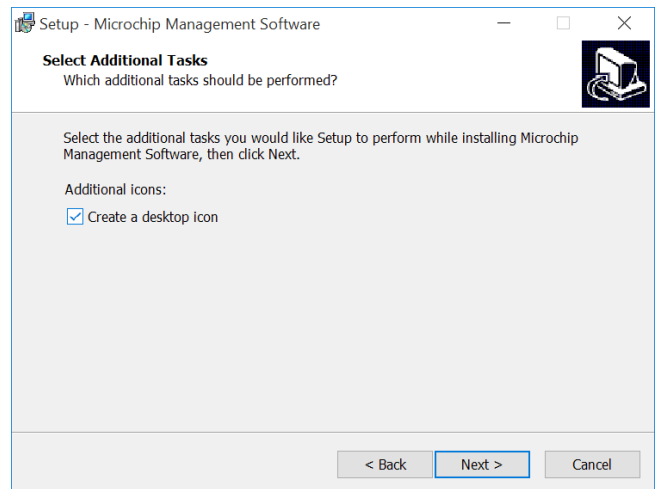 Setup - Microchip Management Software
Select Additional Tasks
Which additional tasks should be performed?
Select the additional tasks you would like Setup to perform while installing Microchip
Management Software, then click Next.
Additional icons:
Create a desktop icon
< Back
Next >
Cancel